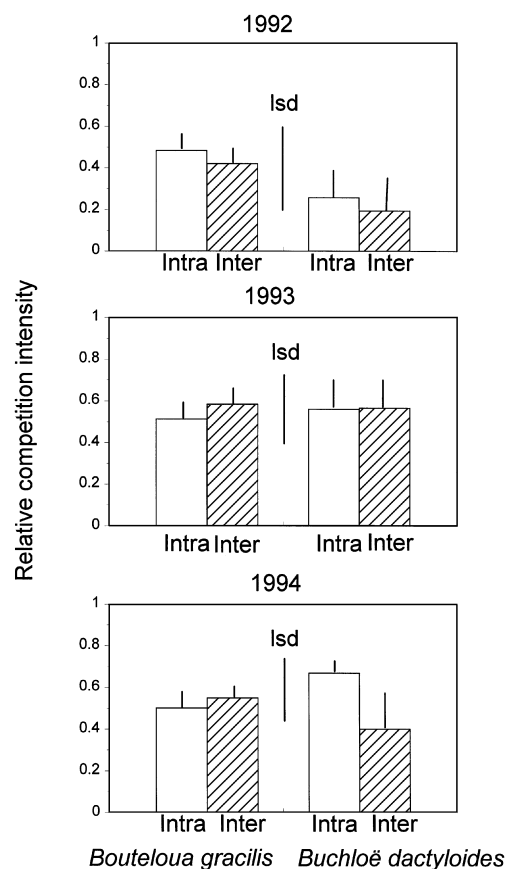 1992
1
0.8
lsd
0.6
0.4
0.2
0
Intra Inter Intra Inter
1993
1
0.8
lsd
0.6
0.4
0.2
0
Intra Inter Intra Inter
1994
1
0.8
lsd
0.6
0.4
0.2
0
Intra Inter Intra Inter
Bouteloua gracilis Buchloë dactyloides
Relative competition intensity